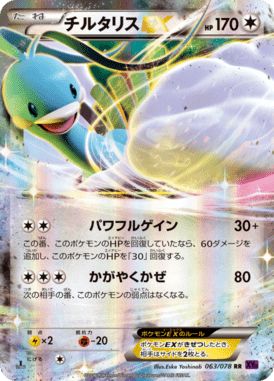 たね チルタリスEX HP170
パワフルゲイン 30+
この番、このポケモンのHPを回復していたなら、60ダメージを
追加し、このポケモンのHPを「30」回復する。
かがやくかぜ 80
次の相手の番、このポケモンの弱点はなくなる。
弱点 抵抗力
×2 -20
にげる
ポケモンEXのルール
ポケモンEXがきぜつしたとき、
相手はサイドを2枚とる。
Illus.Eske Yoshinob 063/078 RR XY